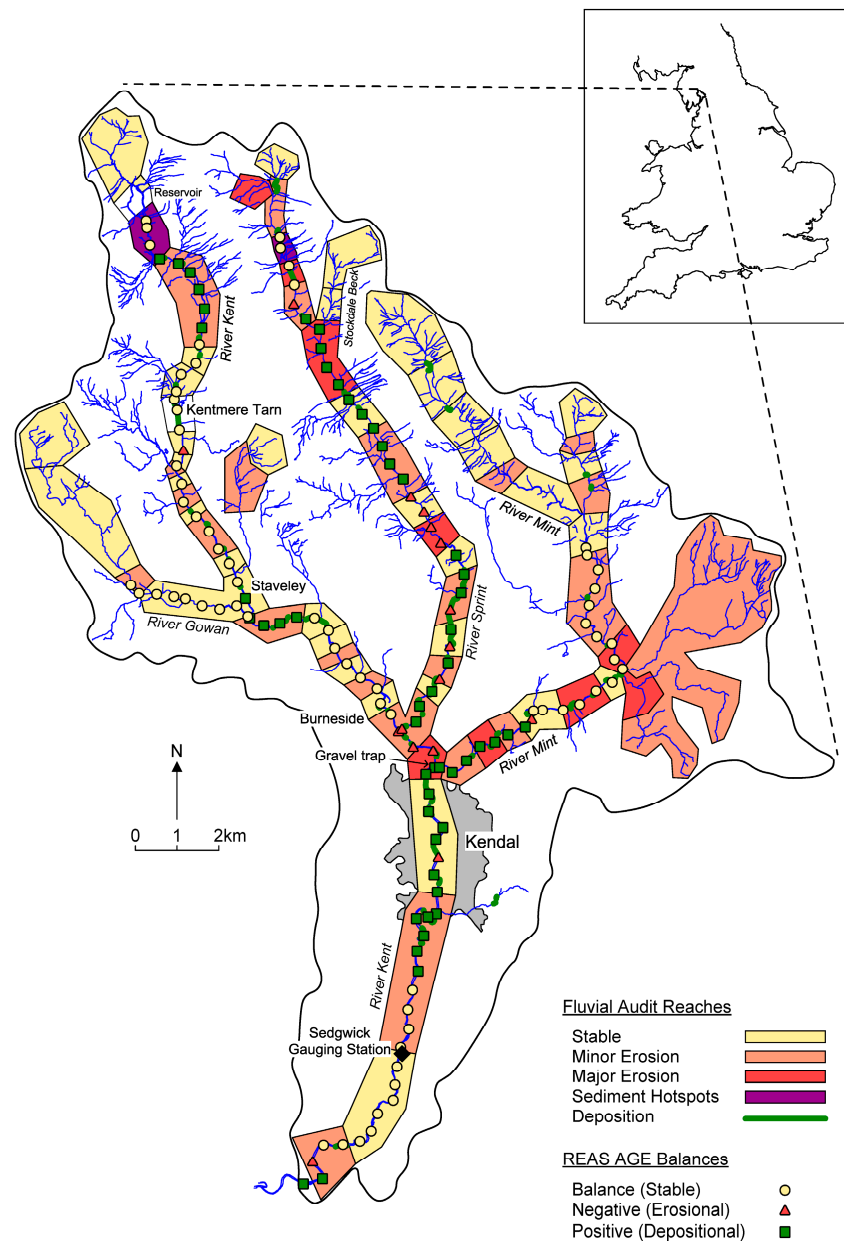 Reservoir
River Kent
Stockdale Beck
Kentmere Tarn
River Mint
Staveley
River Gowan
River Sprint
Burneside
Gravel trap
River Mint
N
0 1 2km
Kendal
River Kent
Sedgwick
Gauging Station
Fluvial Audit Reaches
Stable
Minor Erosion
Major Erosion
Sediment Hotspots
Deposition
REAS AGE Balances
Balance (Stable)
Negative (Erosional)
Positive (Depositional)